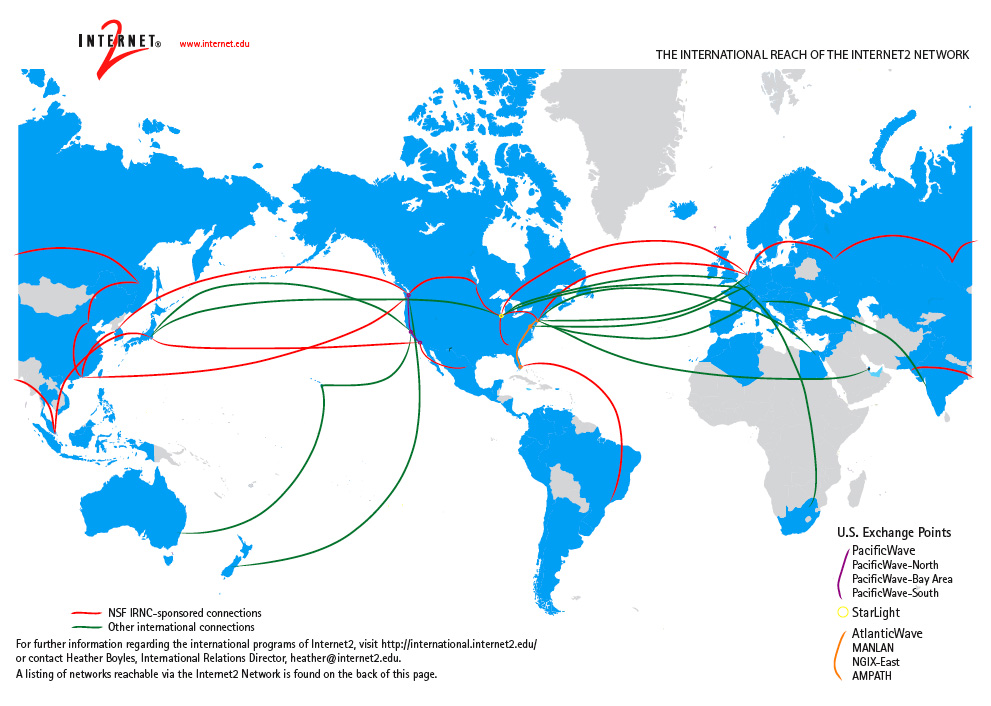 INTERNET®
2
www.internet.edu
THE INTERNATIONAL REACH OF THE INTERNET2 NETWORK
U.S. Exchange Points
PacificWave
PacificWave-North
PacificWave-Bay Area
PacificWave-South
StarLight
AtlanticWave
MANLAN
NGIX-East
AMPATH
NSF IRNC-sponsored connections
Other international connections
For further information regarding the international programs of Internet2, visit http://international.internet2.edu/
or contact Heather Boyles, International Relations Director, heather@internet2.edu.
A listing of networks reachable via the Internet2 Network is found on the back of this page.